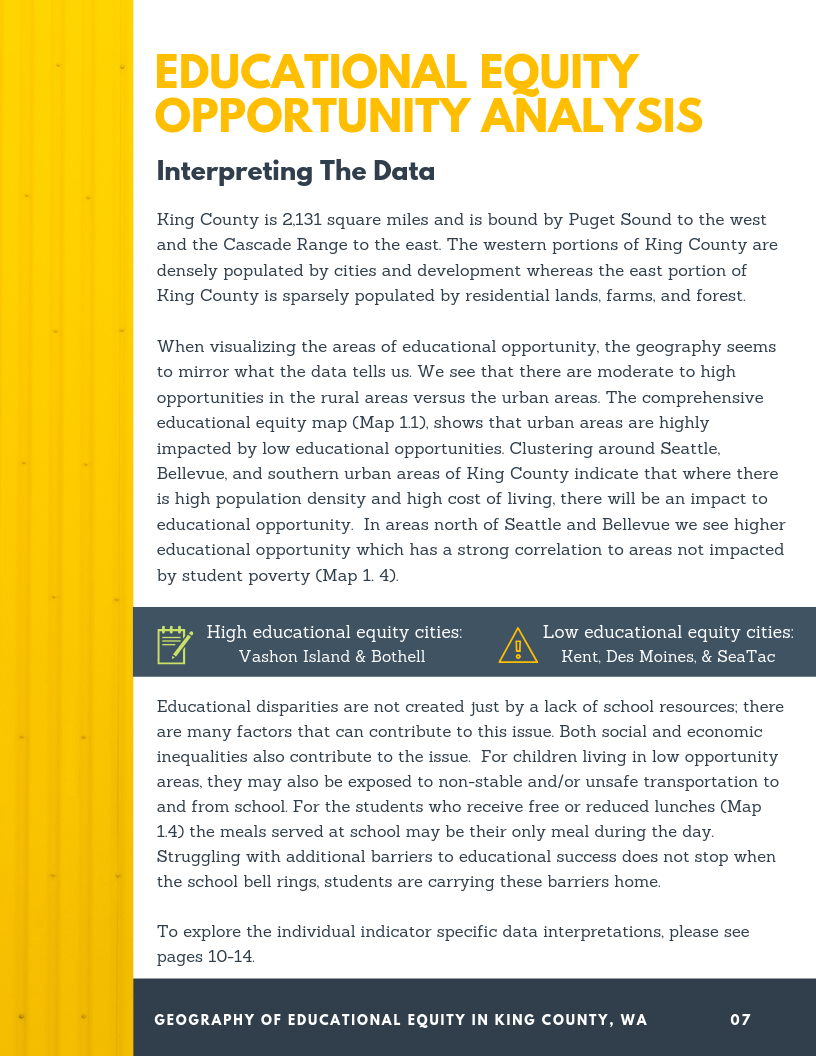 EDUCATIONAL EQUITY
OPPORTUNITY ANALYSIS
Interpreting The Data
King County is 2,131 square miles and is bound by Puget Sound to the west
and the Cascade Range to the east. The western portions of King County are
densely populated by cities and development whereas the east portion of
King County is sparsely populated by residential lands, farms, and forest.
When visualizing the areas of educational opportunity, the geography seems
to mirror what the data tells us. We see that there are moderate to high
opportunities in the rural areas versus the urban areas. The comprehensive
educational equity map (Map 1.1), shows that urban areas are highly
impacted by low educational opportunities. Clustering around Seattle,
Bellevue, and southern urban areas of King County indicate that where there
is high population density and high cost of living, there will be an impact to
educational opportunity.  In areas north of Seattle and Bellevue we see higher
educational opportunity which has a strong correlation to areas not impacted
by student poverty (Map 1. 4).
High educational equity cities:
Vashon Island & Bothell
Low educational equity cities:
Kent, Des Moines, & SeaTac
Educational disparities are not created just by a lack of school resources; there
are many factors that can contribute to this issue. Both social and economic
inequalities also contribute to the issue.  For children living in low opportunity
areas, they may also be exposed to non-stable and/or unsafe transportation to
and from school. For the students who receive free or reduced lunches (Map
1.4) the meals served at school may be their only meal during the day.
Struggling with additional barriers to educational success does not stop when
the school bell rings, students are carrying these barriers home.
To explore the individual indicator specific data interpretations, please see
pages 10-14.
GEOGRAPHY OF EDUCATIONAL EQUITY IN KING COUNTY, WA 07